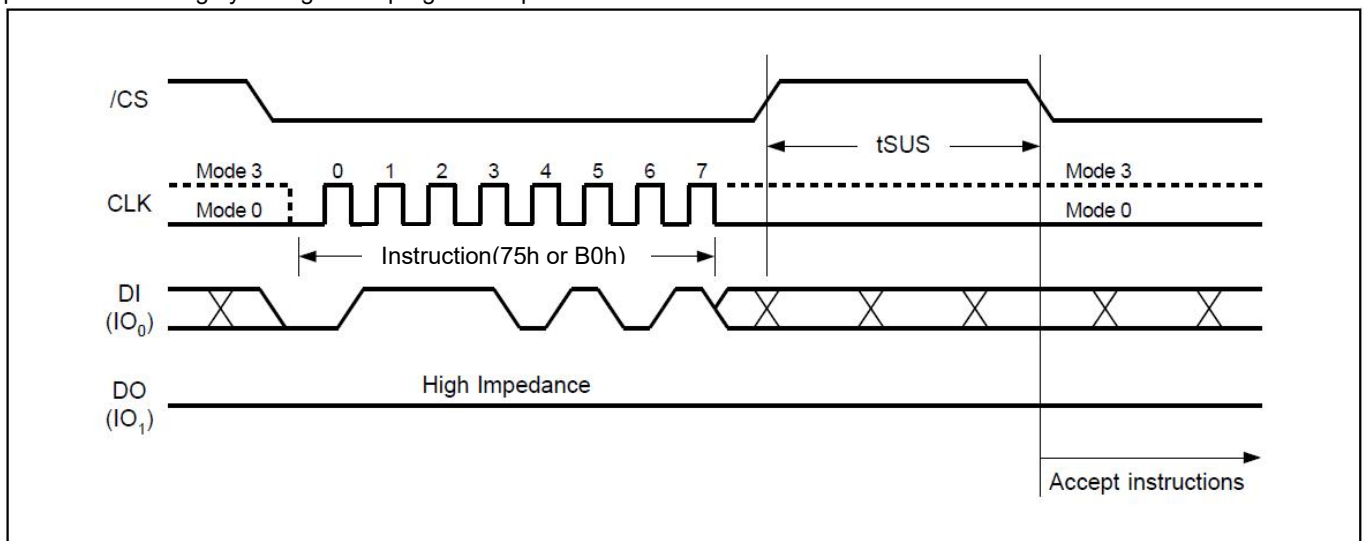 /CS
tSUS
Mode 3 0 1 2 3 4 5 6 7 Mode 3
CLK
Mode 0 Mode 0
Instruction(75h or B0h)
DI
(IO0)
High Impedance
DO
(IO1)
Accept instructions